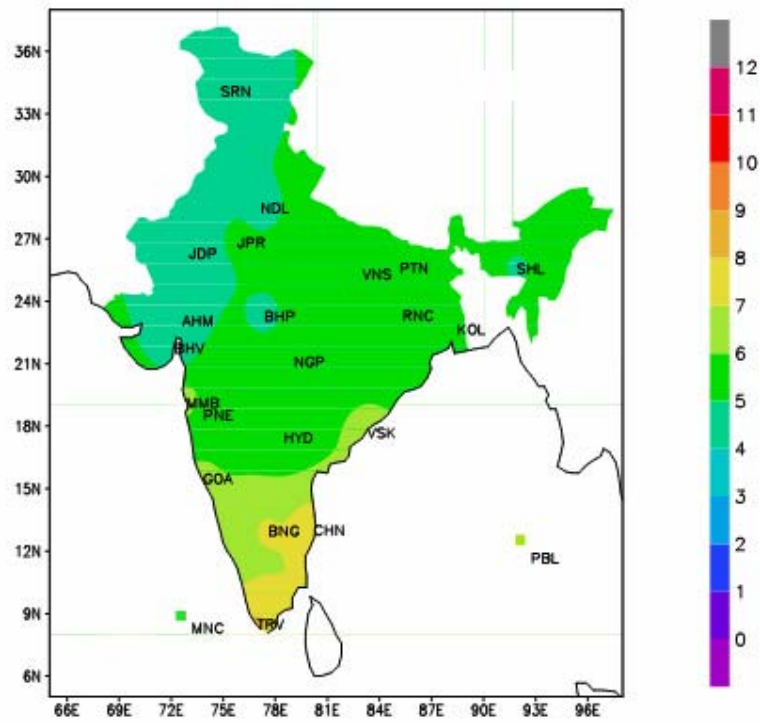 36N
12
SRN
11
33N
10
30N
NDL
9
27N
JPR
JDP
PTN
SHL
VNS
8
24N
AHM
BHP
RNC
KOL
7
BHV
21N
NGP
6
MMB
PNE
5
18N
HYD
VSK
4
15N
GOA
3
BNG
CHN
12N
PBL
2
9N
MNC
TRV
1
6N
0
66E 69E 72E 75E 78E 81E 84E 87E 90E 93E 96E